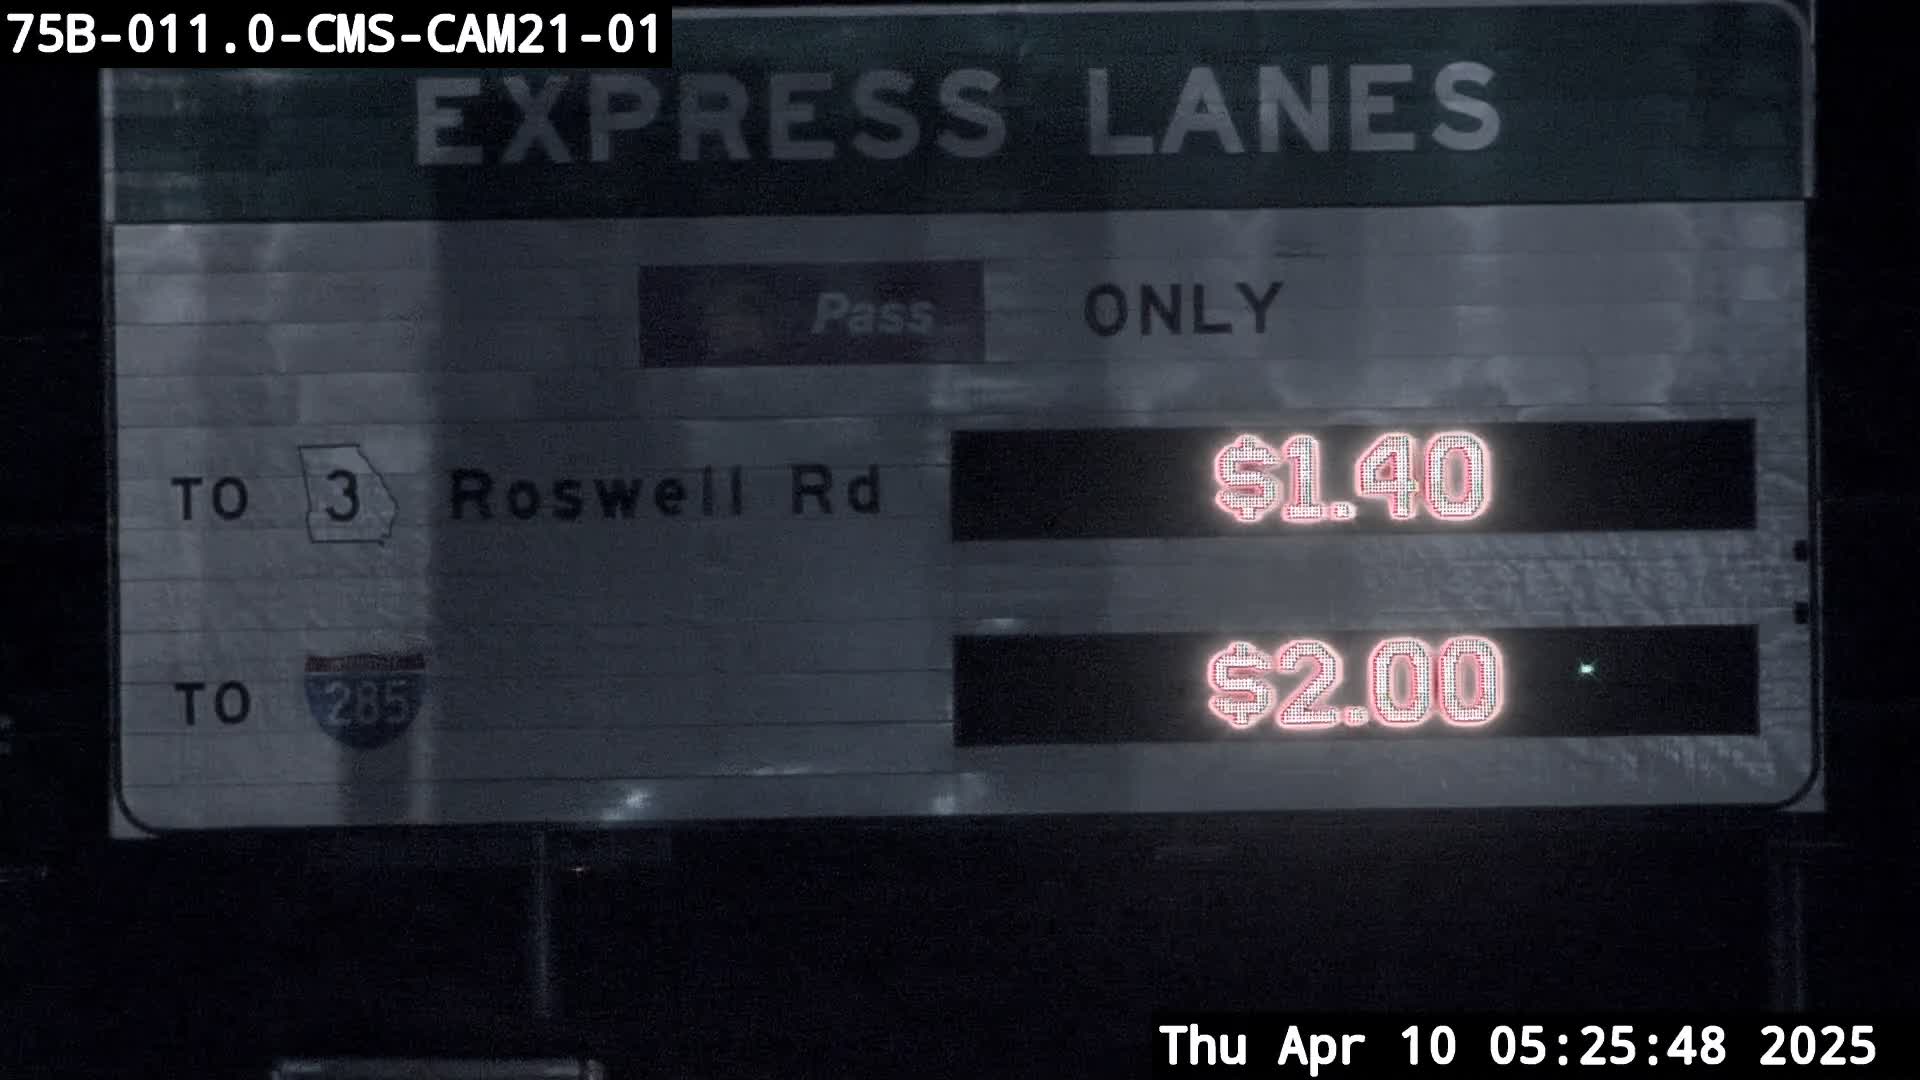 75B-011.0-CMS-CAM21-01
EXPRESS LANES
Pass ONLY
TO 3 Roswell Rd $1.40
TO 285 $2.00
Thu Apr 10 05:25:48 2025